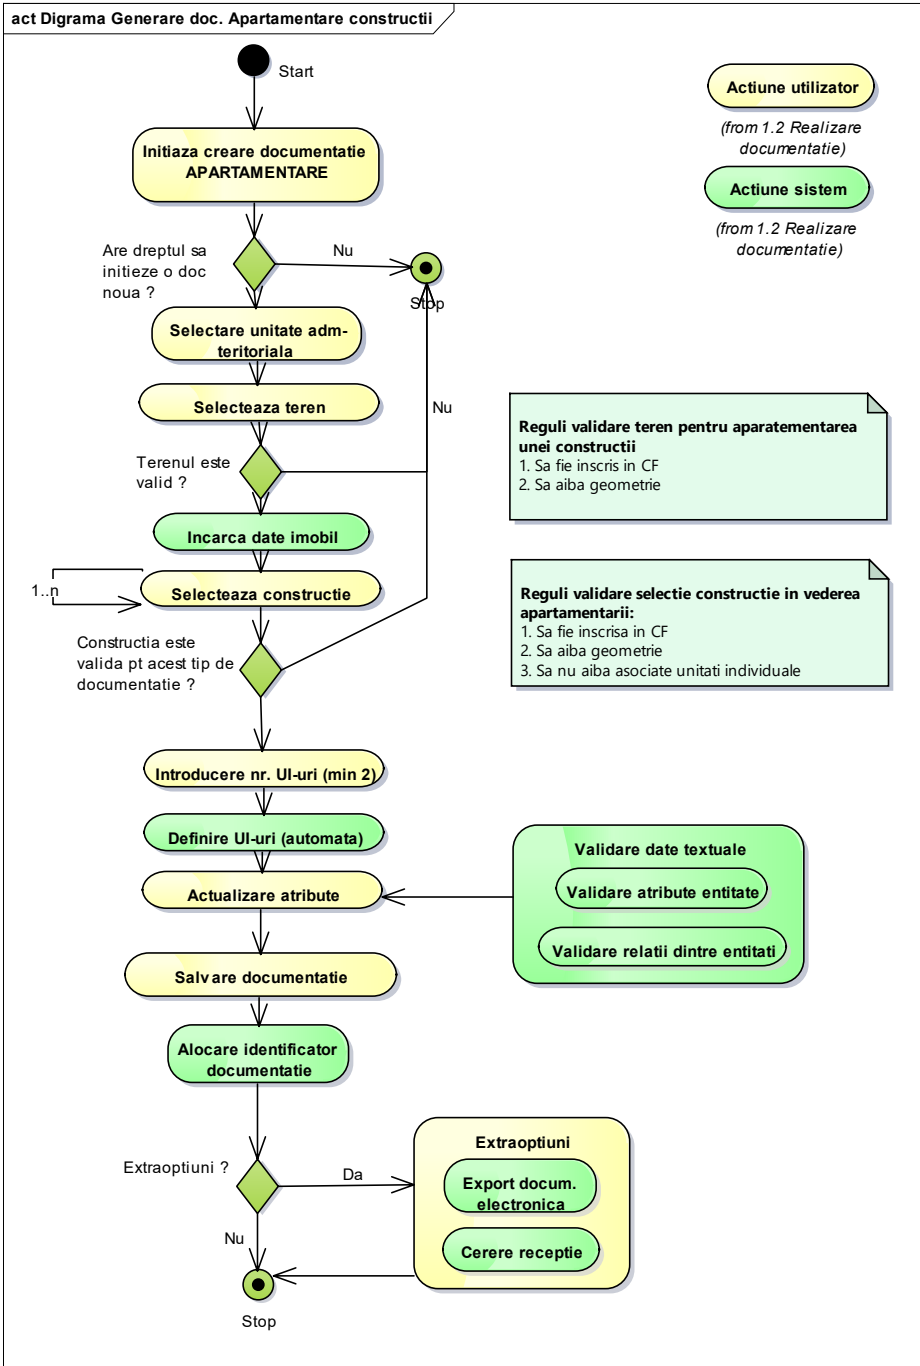 act Digrama Generare doc. Apartamentare constructii
Start
Actiune utilizator
(from 1.2 Realizare
documentatie)
Actiune sistem
(from 1.2 Realizare
documentatie)
Initiaza creare documentatie
APARTAMENTARE
Are dreptul sa
initieze o doc
noua ?
Nu
Stop
Selectare unitate adm-
teritoriala
Selecteaza teren
Nu
Terenul este
valid ?
Reguli validare teren pentru aparatementarea
unei constructii
1. Sa fie inscris in CF
2. Sa aiba geometrie
Incarca date imobil
1..n
Selecteaza constructie
Reguli validare selectie constructie in vederea
apartamentarii:
1. Sa fie inscrisa in CF
2. Sa aiba geometrie
3. Sa nu aiba asociate unitati individuale
Constructia este
valida pt acest tip de
documentatie ?
Introducere nr. UI-uri (min 2)
Definire UI-uri (automata)
Actualizare atribute
Validare date textuale
Validare atribute entitate
Validare relatii dintre entitati
Salvare documentatie
Alocare identificator
documentatie
Extraoptiuni ?
Da
Nu
Extraoptiuni
Export docum.
electronica
Cerere receptie
Stop